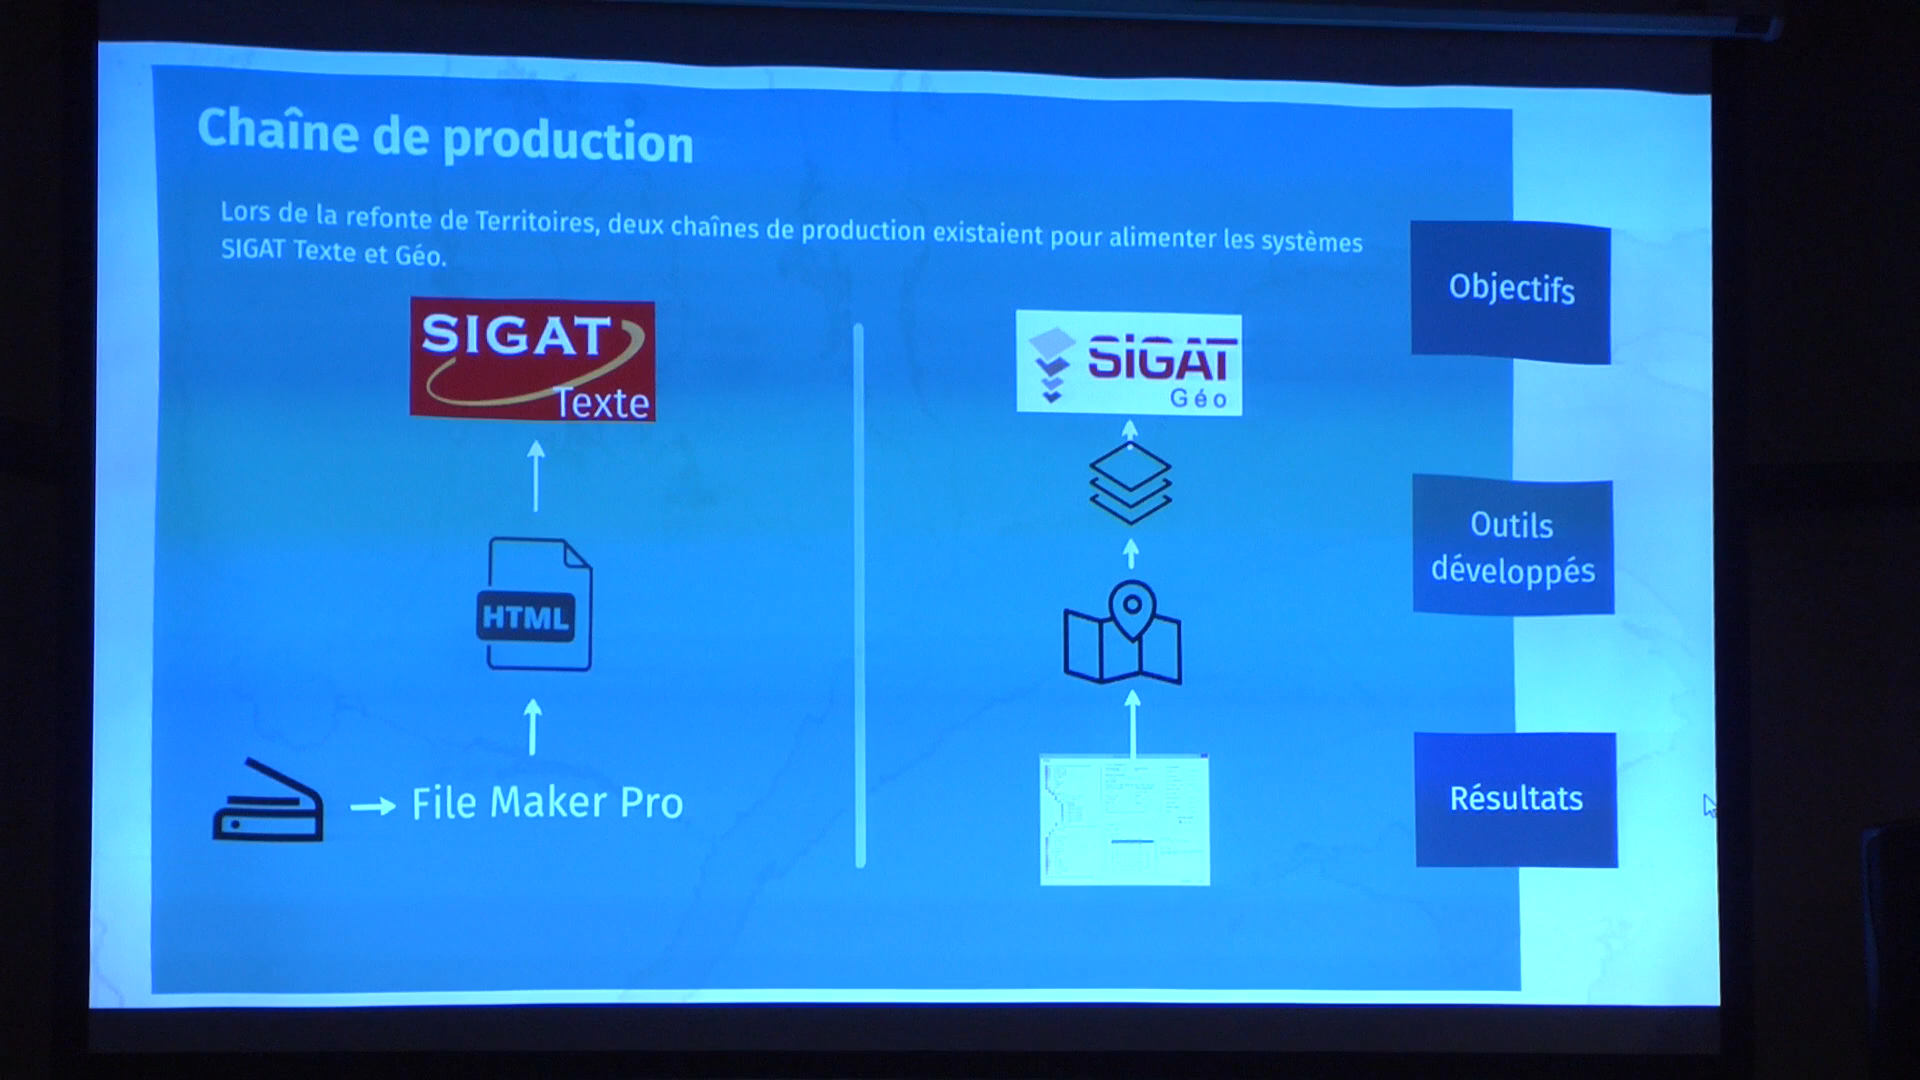 Chaîne de production
Lors de la refonte de Territoires, deux chaînes de production existaient pour alimenter les systèmes
SIGAT Texte et Géo.
SIGAT
Texte
SiGAT
Géo
HTML
File Maker Pro
Objectifs
Outils
développés
Résultats